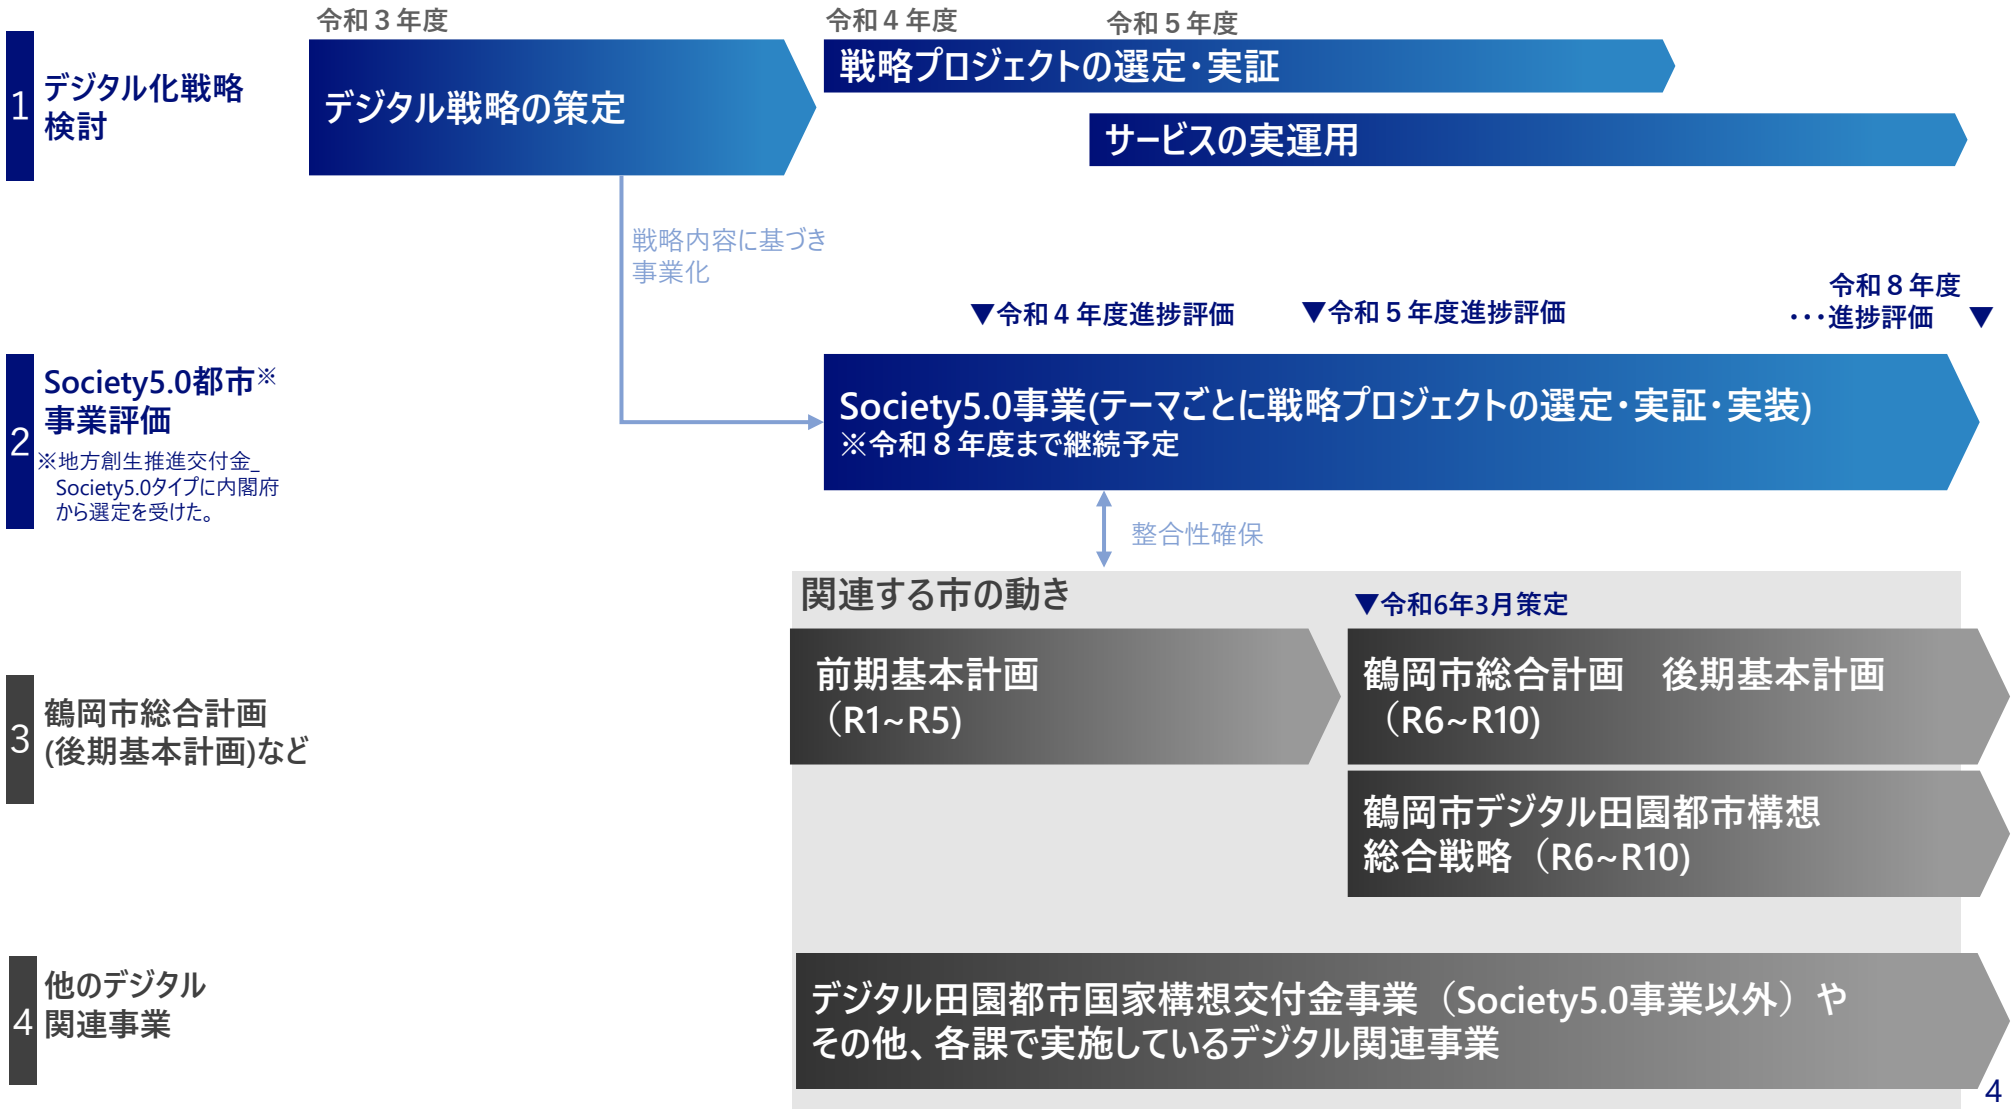 令和３年度
令和４年度
令和５年度
1
デジタル化戦略
検討
デジタル戦略の策定
戦略プロジェクトの選定・実証
サービスの実運用
戦略内容に基づき
事業化
▼令和４年度進捗評価
▼令和５年度進捗評価
令和８年度
･･･進捗評価　▼
2
Society5.0都市※
事業評価
※地方創生推進交付金_
Society5.0タイプに内閣府
から選定を受けた。
Society5.0事業(テーマごとに戦略プロジェクトの選定・実証・実装)
※令和８年度まで継続予定
整合性確保
関連する市の動き
▼令和6年3月策定
3
鶴岡市総合計画
(後期基本計画)など
前期基本計画
（R1~R5)
鶴岡市総合計画　後期基本計画
（R6~R10)
鶴岡市デジタル田園都市構想
総合戦略（R6~R10)
4
他のデジタル
関連事業
デジタル田園都市国家構想交付金事業（Society5.0事業以外）や
その他、各課で実施しているデジタル関連事業
4